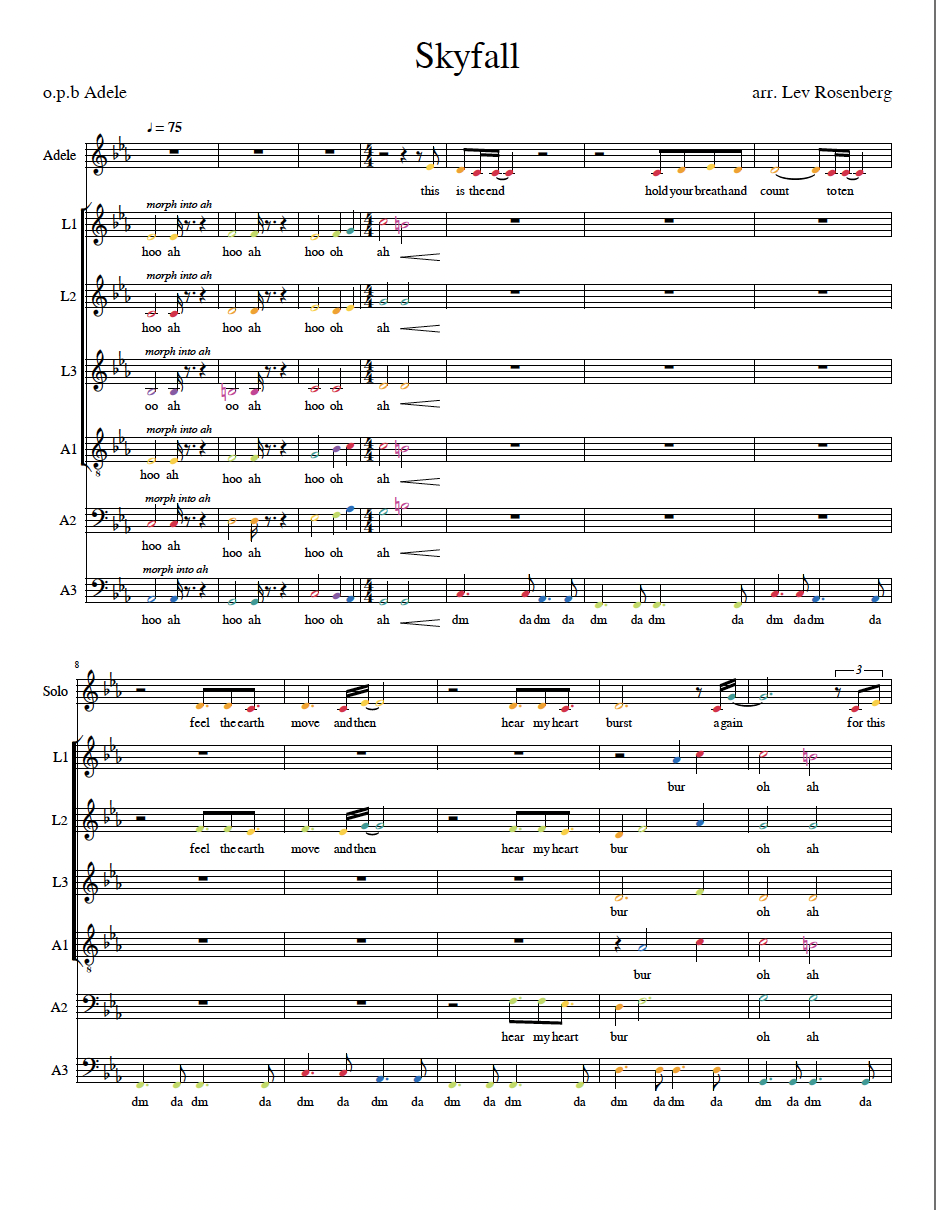 Skyfall
o.p.b Adele
arr. Lev Rosenberg
♩ = 75
Adele
this is the end hold your breath and count to ten
morph into ah
L1
hoo ah hoo ah hoo oh ah
morph into ah
L2
hoo ah hoo ah hoo oh ah
morph into ah
L3
oo ah oo ah hoo oh ah
morph into ah
A1
8
hoo ah hoo ah hoo oh ah
morph into ah
A2
hoo ah hoo ah hoo oh ah
morph into ah
A3
hoo ah hoo ah hoo oh ah dm da dm da dm da dm da dm da dm da
8
3
Solo
feel the earth move and then hear my heart burst again for this
L1
bur oh ah
L2
feel the earth move and then hear my heart bur oh ah
L3
bur oh ah
A1
8
bur oh ah
A2
hear my heart bur oh ah
A3
dm da dm da dm da dm da dm da dm da dm da dm da dm da dm da